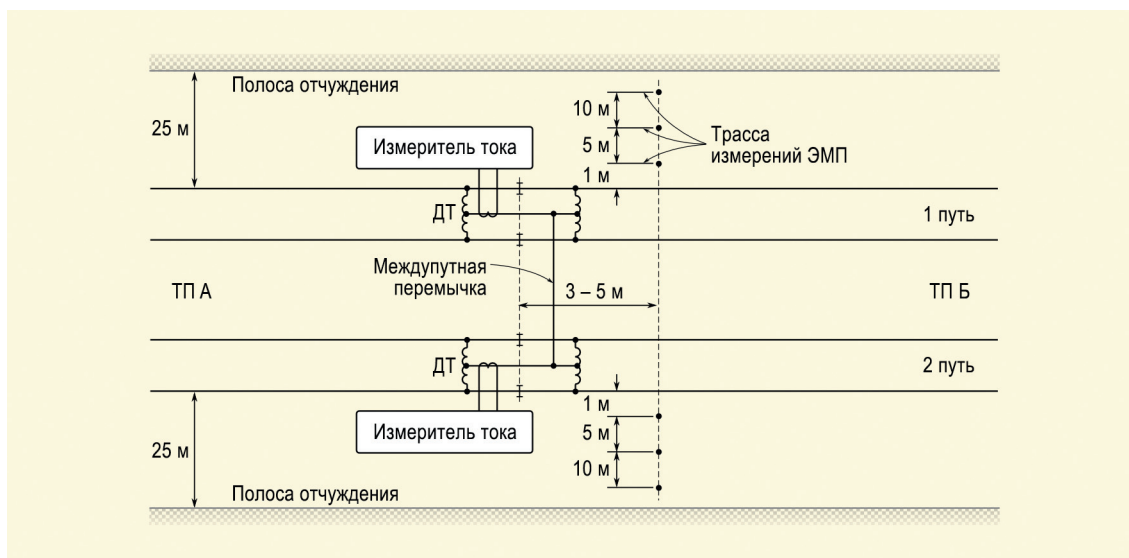 Полоса отчуждения
25 м
10 м
5 м
1 м
Трасса
измерений ЭМП
Измеритель тока
ДТ
1 путь
Междупутная
перемычка
3 – 5 м
ТП А
ТП Б
ДТ
2 путь
Измеритель тока
1 м
5 м
10 м
25 м
Полоса отчуждения